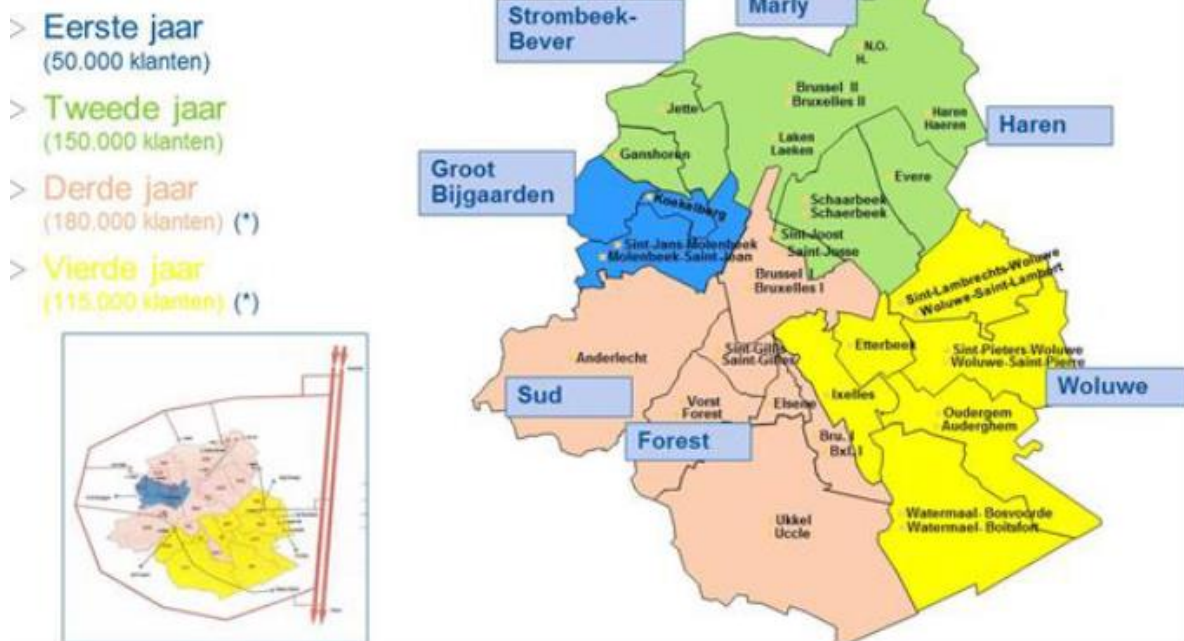 > Eerste jaar
(50.000 klanten)
> Tweede jaar
(150.000 klanten)
> Derde jaar
(180.000 klanten) (*)
> Vierde jaar
(115.000 klanten) (*)
Strombeek-
Bever
Marly
Haren
Groot
Bijgaarden
Sud
Forest
Woluwe
N.O.
H.
Brussel II
Bruxelles II
Jette
Haren
Haeren
Laken
Laeken
Ganshoren
Evere
Koekelberg
Schaarbeek
Schaerbeek
Sint-Joost
Saint-Josse
Sint-Jans-Molenbeek
Molenbeek-Saint-Jean
Brussel I
Bruxelles I
Sint-Lambrechts-Woluwe
Woluwe-Saint-Lambert
Etterbeek
Sint-Pieters-Woluwe
Woluwe-Saint-Pierre
Anderlecht
Sint-Gillis
Saint-Gilles
Vorst
Forest
Elsene
Ixelles
Oudergem
Auderghem
Bru. I
Bxl. I
Ukkel
Uccle
Watermaal-Bosvoorde
Watermael-Boitsfort